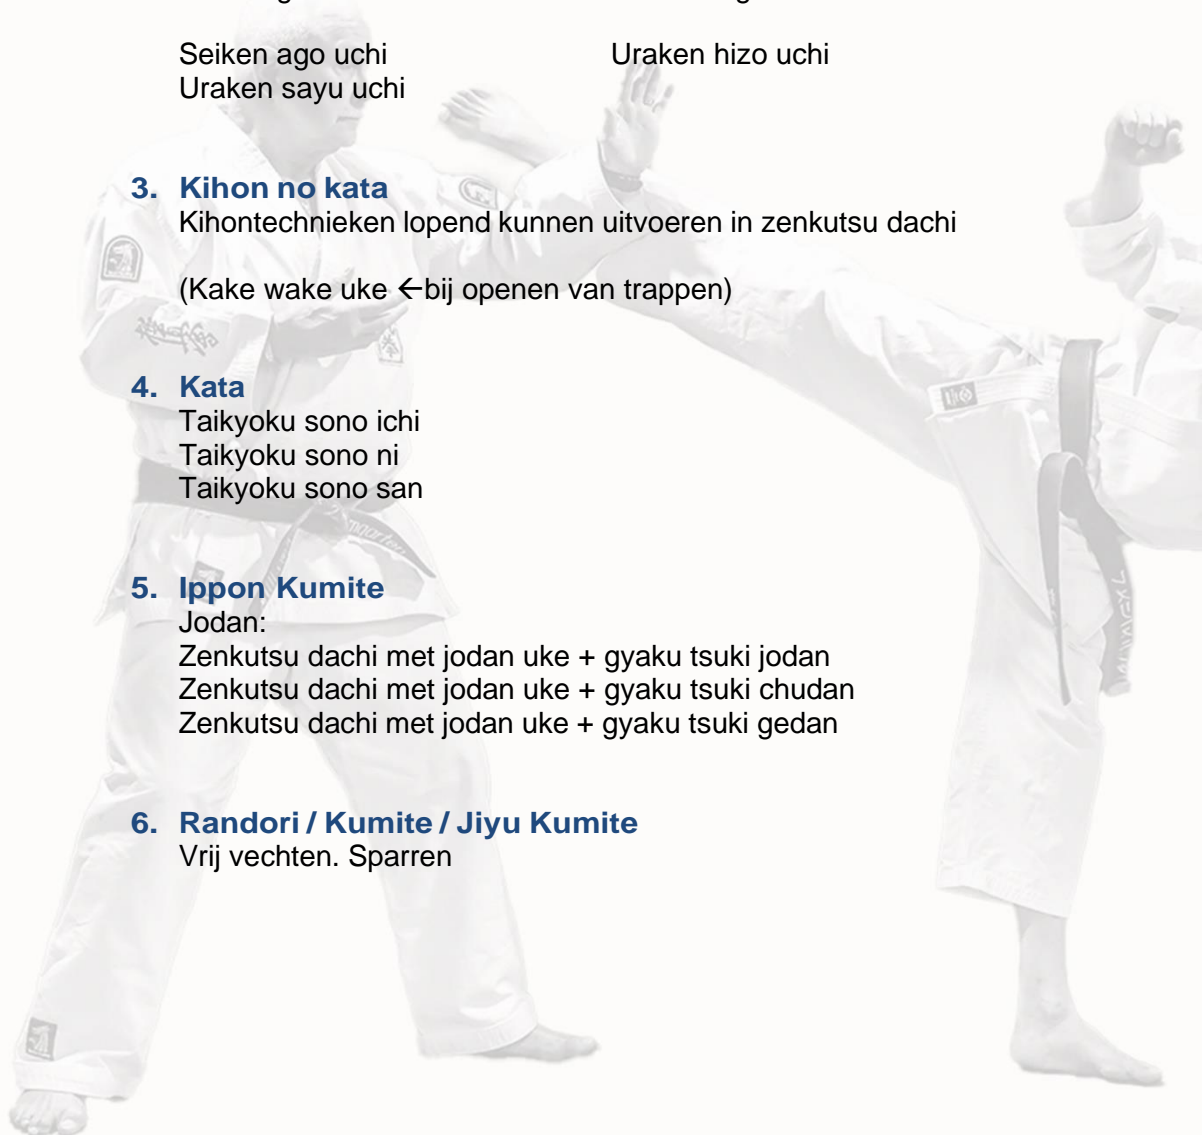 Seiken ago uchi Uraken hizo uchi
Uraken sayu uchi
3. Kihon no kata
Kihontechnieken lopend kunnen uitvoeren in zenkutsu dachi
(Kake wake uke ←bij openen van trappen)
4. Kata
Taikyoku sono ichi
Taikyoku sono ni
Taikyoku sono san
5. Ippon Kumite
Jodan:
Zenkutsu dachi met jodan uke + gyaku tsuki jodan
Zenkutsu dachi met jodan uke + gyaku tsuki chudan
Zenkutsu dachi met jodan uke + gyaku tsuki gedan
6. Randori / Kumite / Jiyu Kumite
Vrij vechten. Sparren